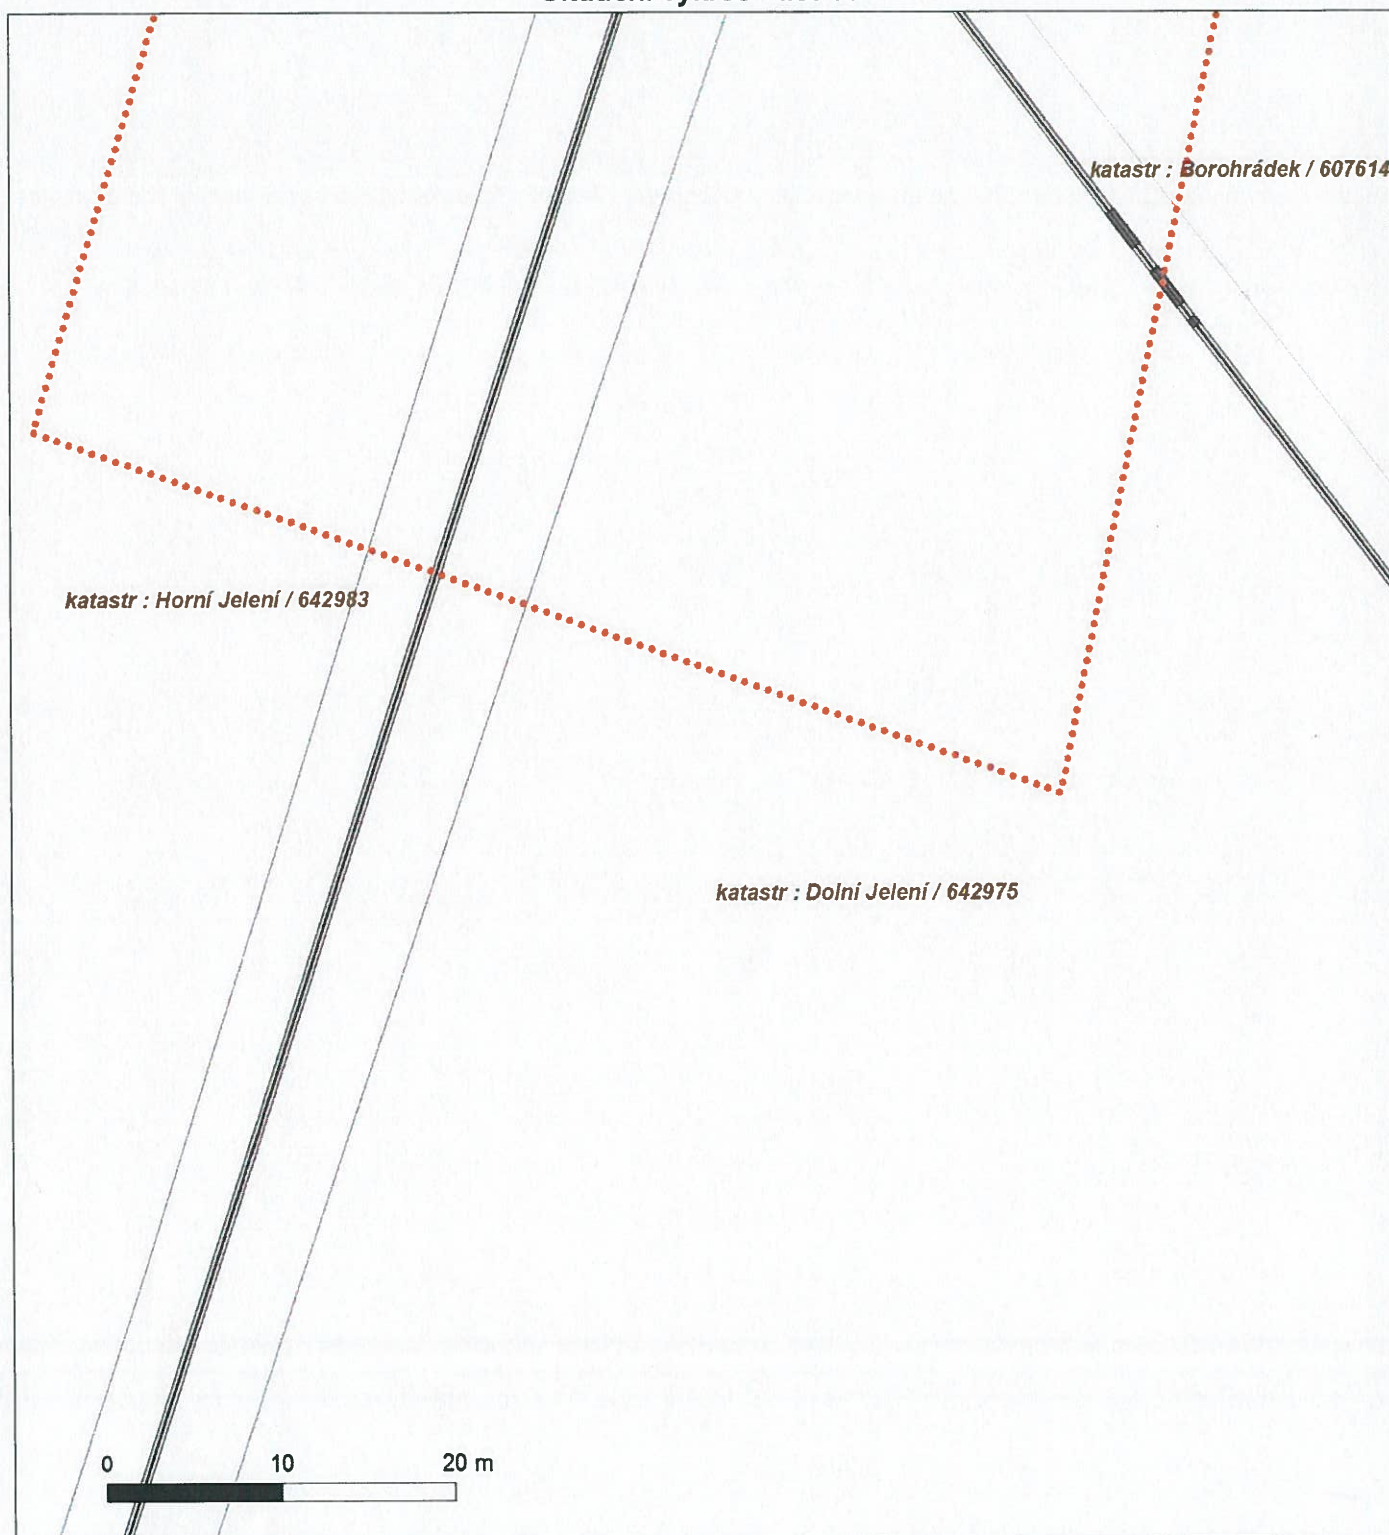 katastr : Borohrádek / 607614
katastr : Horní Jelení / 642983
katastr : Dolní Jelení / 642975
0 10 20 m